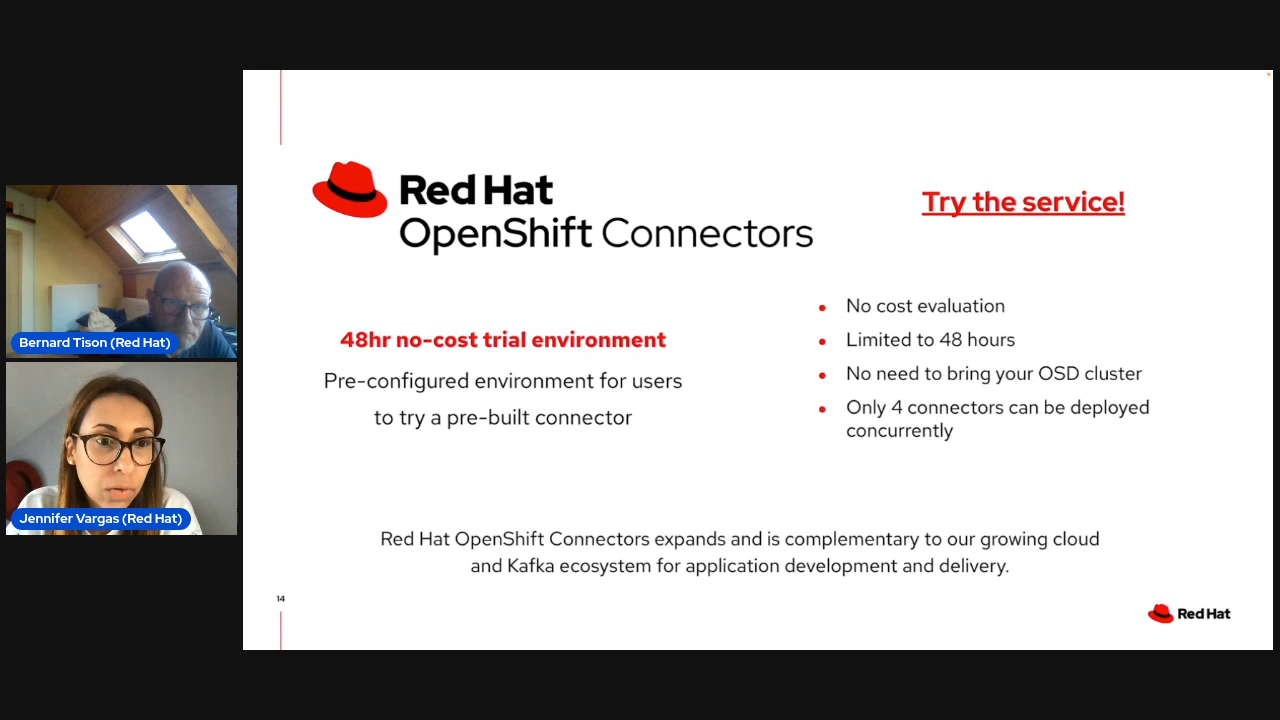 Bernard Tison (Red Hat)
Jennifer Vargas (Red Hat)
Red Hat
OpenShift Connectors
Try the service!
48hr no-cost trial environment
Pre-configured environment for users
to try a pre-built connector
• No cost evaluation
• Limited to 48 hours
• No need to bring your OSD cluster
• Only 4 connectors can be deployed
concurrently
Red Hat OpenShift Connectors expands and is complementary to our growing cloud
and Kafka ecosystem for application development and delivery.
14
Red Hat